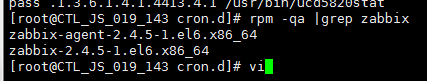 pass .1.3.6.1.4.1.4413.4.1 /usr/bin/ucd5820stat
[root@CTL_JS_019_143 cron.d]# rpm -qa |grep zabbix
zabbix-agent-2.4.5-1.el6.x86_64
zabbix-2.4.5-1.el6.x86_64
[root@CTL_JS_019_143 cron.d]# vi